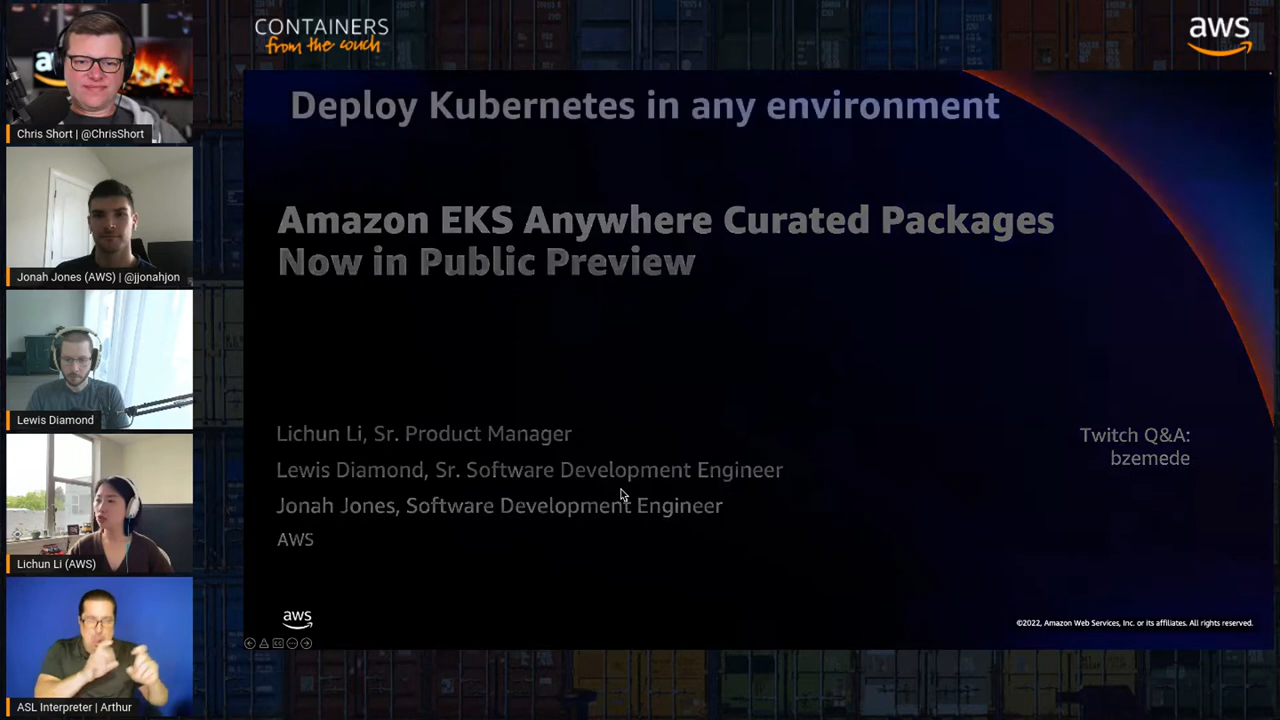 CONTAINERS
from the couch
aws
aws
Chris Short | @ChrisShort
Jonah Jones (AWS) | @jjonahjon
Lewis Diamond
Lichun Li (AWS)
ASL Interpreter | Arthur
Deploy Kubernetes in any environment
Amazon EKS Anywhere Curated Packages
Now in Public Preview
Lichun Li, Sr. Product Manager
Lewis Diamond, Sr. Software Development Engineer
Jonah Jones, Software Development Engineer
AWS
Twitch Q&A:
bzemede
aws
©2022, Amazon Web Services, Inc. or its affiliates. All rights reserved.